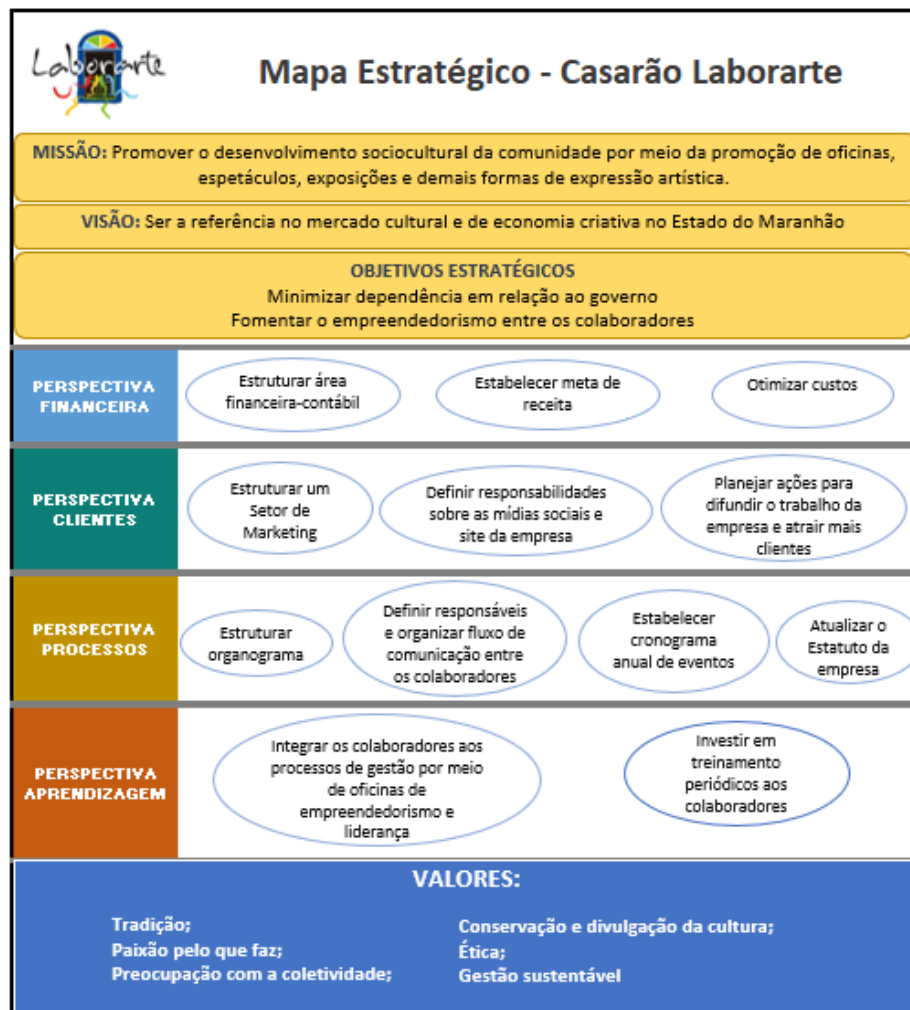 Laborarte
Mapa Estratégico - Casarão Laborarte
MISSÃO: Promover o desenvolvimento sociocultural da comunidade por meio da promoção de oficinas,
espetáculos, exposições e demais formas de expressão artística.
VISÃO: Ser a referência no mercado cultural e de economia criativa no Estado do Maranhão
OBJETIVOS ESTRATÉGICOS
Minimizar dependência em relação ao governo
Fomentar o empreendedorismo entre os colaboradores
PERSPECTIVA
FINANCEIRA
Estruturar área
financeira-contábil
Estabelecer meta de
receita
Otimizar custos
PERSPECTIVA
CLIENTES
Estruturar um
Setor de
Marketing
Definir responsabilidades
sobre as mídias sociais e
site da empresa
Planejar ações para
difundir o trabalho da
empresa e atrair mais
clientes
PERSPECTIVA
PROCESSOS
Estruturar
organograma
Definir responsáveis
e organizar fluxo de
comunicação entre
os colaboradores
Estabelecer
cronograma
anual de eventos
Atualizar o
Estatuto da
empresa
PERSPECTIVA
APRENDIZAGEM
Integrar os colaboradores aos
processos de gestão por meio
de oficinas de
empreendedorismo e
liderança
Investir em
treinamento
periódicos aos
colaboradores
VALORES:
Tradição;
Paixão pelo que faz;
Preocupação com a coletividade;
Conservação e divulgação da cultura;
Ética;
Gestão sustentável